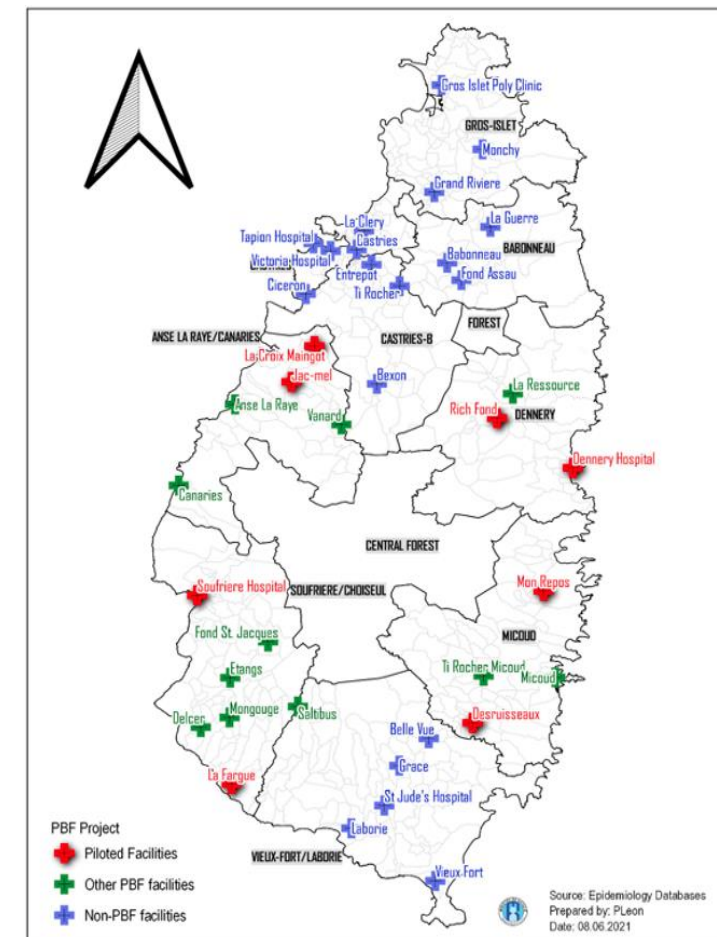 Gros Islet Poly Clinic
GROS-ISLET
Monchy
Grand Riviere
La Guerre
La Clery
Tapion Hospital
Castries
BABONNEAU
Victoria Hospital
Babonneau
Entrepot
Fond Assau
Ciceron
Ti Rocher
FOREST
ANSE LA RAYE/CANARIES
CASTRIES-B
La Croix Maingot
Jac-mel
Bexon
La Ressource
Anse La Raye
Rich Fond
DENNERY
Vanard
Dennery Hospital
Canaries
CENTRAL FOREST
Soufriere Hospital
SOUFRIERE/CHOISEUL
Mon Repos
Fond St. Jacques
MICOUD
Etangs
Ti Rocher Micoud
Micoud
Delcer
Mongouge
Saltibus
Desruisseaux
Belle Vue
Grace
La Fargue
St Jude's Hospital
Laborie
VIEUX-FORT/LABORIE
Vieux Fort
PBF Project
Piloted Facilities
Other PBF facilities
Non-PBF facilities
Source: Epidemiology Databases
Prepared by: PLeon
Date: 08.06.2021